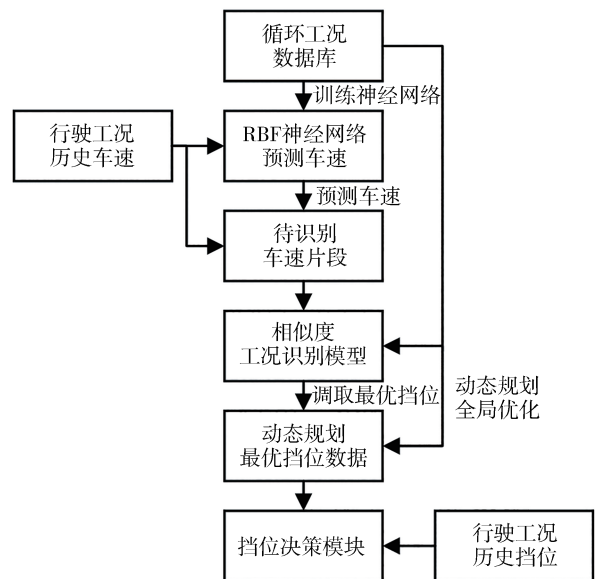 循环工况
数据库
训练神经网络
行驶工况
历史车速
RBF神经网络
预测车速
预测车速
待识别
车速片段
相似度
工况识别模型
调取最优挡位
动态规划
全局优化
动态规划
最优挡位数据
挡位决策模块
行驶工况
历史挡位